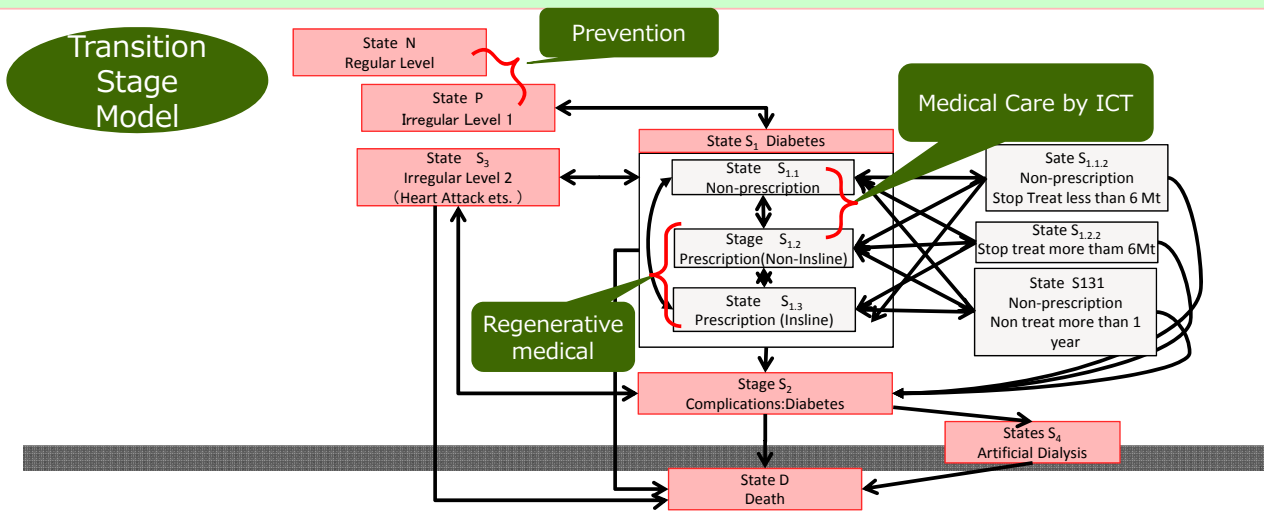 Transition
Stage
Model
State N
Regular Level
Prevention
State P
Irregular Level 1
Medical Care by ICT
State S1 Diabetes
State S3
Irregular Level 2
(Heart Attack ets. )
State S1.1
Non-prescription
Sate S1.1.2
Non-prescription
Stop Treat less than 6 Mt
Stage S1.2
Prescription(Non-Insline)
State S1.2.2
Stop treat more tham 6Mt
State S1.3
Prescription (Insline)
State S131
Non-prescription
Non treat more than 1
year
Regenerative
medical
Stage S2
Complications:Diabetes
States S4
Artificial Dialysis
State D
Death